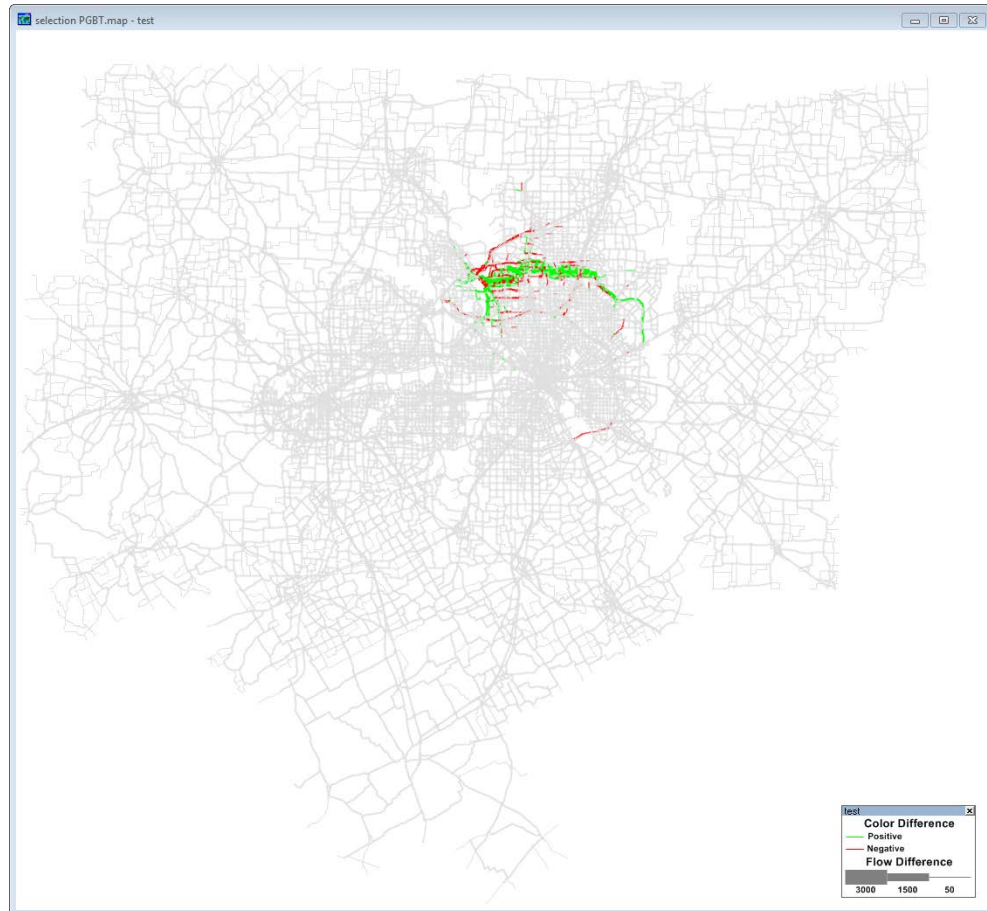 selection PGBT.map - test
test
Color Difference
Positive
Negative
Flow Difference
3000 1500 50